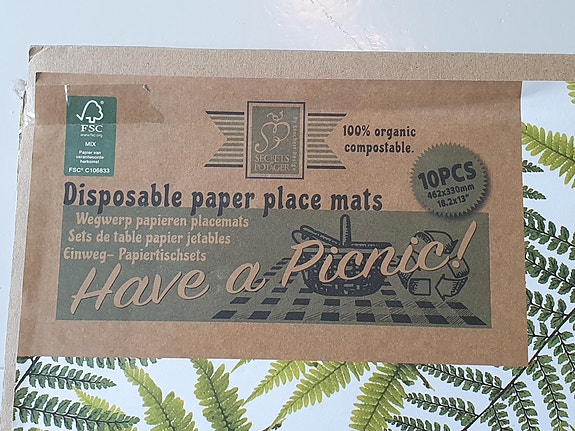 FSC
www.fsc.org
MIX
Papier van
verantwoorde
herkomst
FSC® C106833
SECRETS
DU
POTAGER
100% organic
compostable.
10PCS
462x330mm
18.2x13"
Disposable paper place mats
Wegwerp papieren placemats
Sets de table papier jetables
Einweg- Papiertischsets
Have a Picnic!